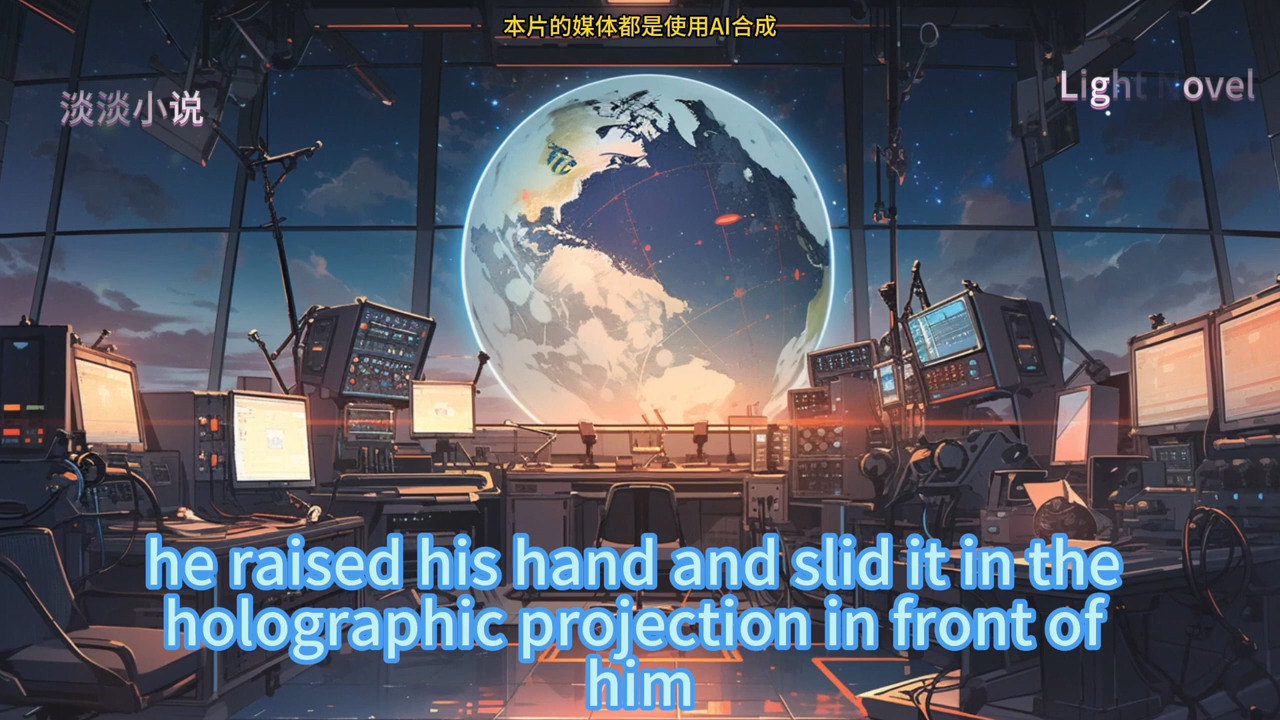 本片的媒体都是使用AI合成
淡淡小说
Light Novel
he raised his hand and slid it in the
holographic projection in front of
him